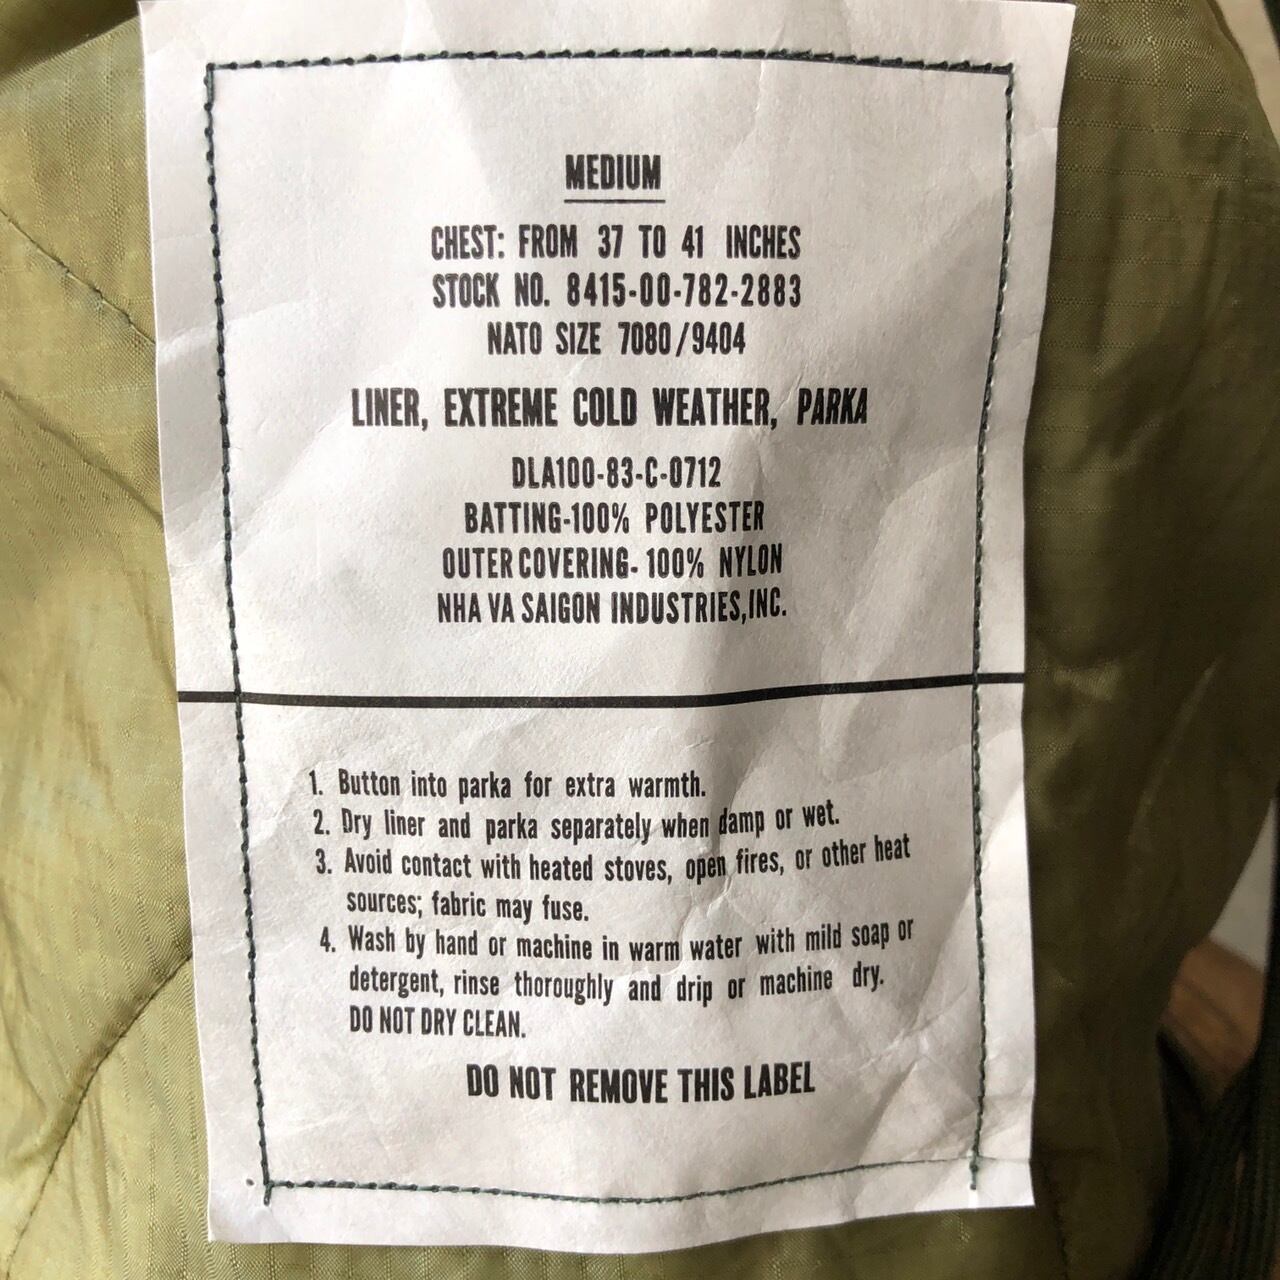 MEDIUM
CHEST: FROM 37 TO 41 INCHES
STOCK NO. 8415-00-782-2883
NATO SIZE 7080/9404
LINER, EXTREME COLD WEATHER, PARKA
DLA100-83-C-0712
BATTING-100% POLYESTER
OUTER COVERING- 100% NYLON
NHA VA SAIGON INDUSTRIES,INC.
1. Button into parka for extra warmth.
2. Dry liner and parka separately when damp or wet.
3. Avoid contact with heated stoves, open fires, or other heat
sources; fabric may fuse.
4. Wash by hand or machine in warm water with mild soap or
detergent, rinse thoroughly and drip or machine dry.
DO NOT DRY CLEAN.
DO NOT REMOVE THIS LABEL